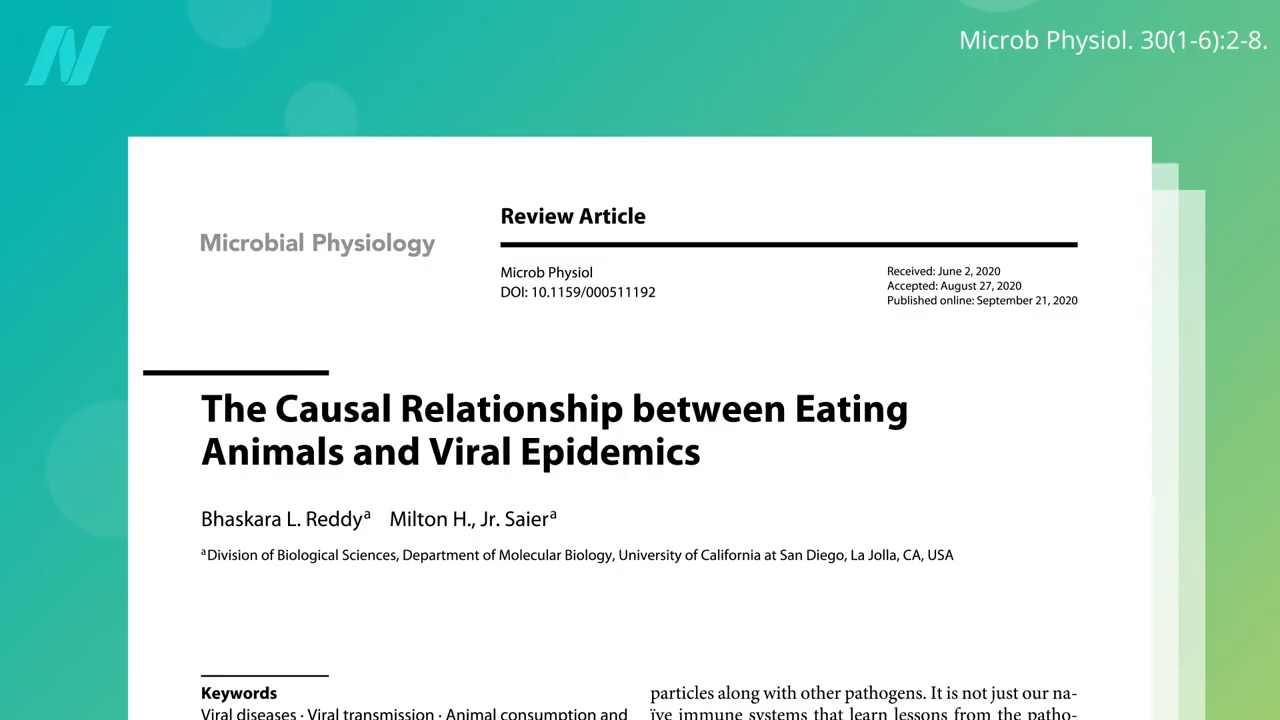 Microb Physiol. 30(1-6):2-8.
Review Article
Microbial Physiology
Microb Physiol
DOI: 10.1159/000511192
Received: June 2, 2020
Accepted: August 27, 2020
Published online: September 21, 2020
The Causal Relationship between Eating
Animals and Viral Epidemics
Bhaskara L. Reddyᵃ Milton H., Jr. Saierᵃ
ᵃDivision of Biological Sciences, Department of Molecular Biology, University of California at San Diego, La Jolla, CA, USA
Keywords
Viral diseases · Viral transmission · Animal consumption and
particles along with other pathogens. It is not just our na-
ïve immune systems that learn lessons from the patho-